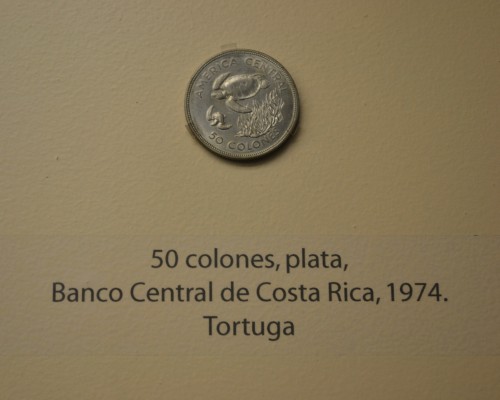 AMERICA CENTRAL
50 COLONES
50 colones, plata,
Banco Central de Costa Rica, 1974.
Tortuga